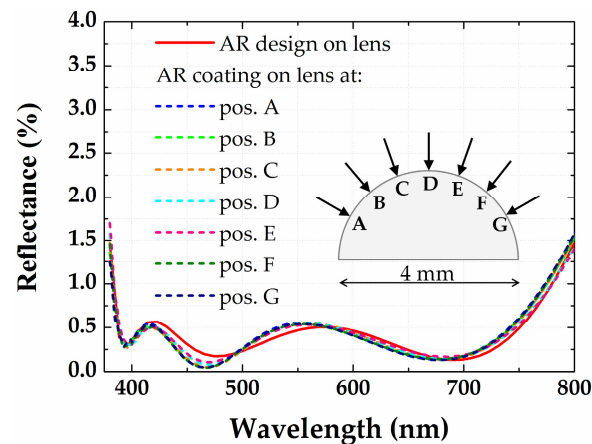 4.0
3.5
3.0
2.5
2.0
1.5
1.0
0.5
0.0
Reflectance (%)
AR design on lens
AR coating on lens at:
pos. A
pos. B
pos. C
pos. D
pos. E
pos. F
pos. G
A
B
C
D
E
F
G
4 mm
400
500
600
700
800
Wavelength (nm)